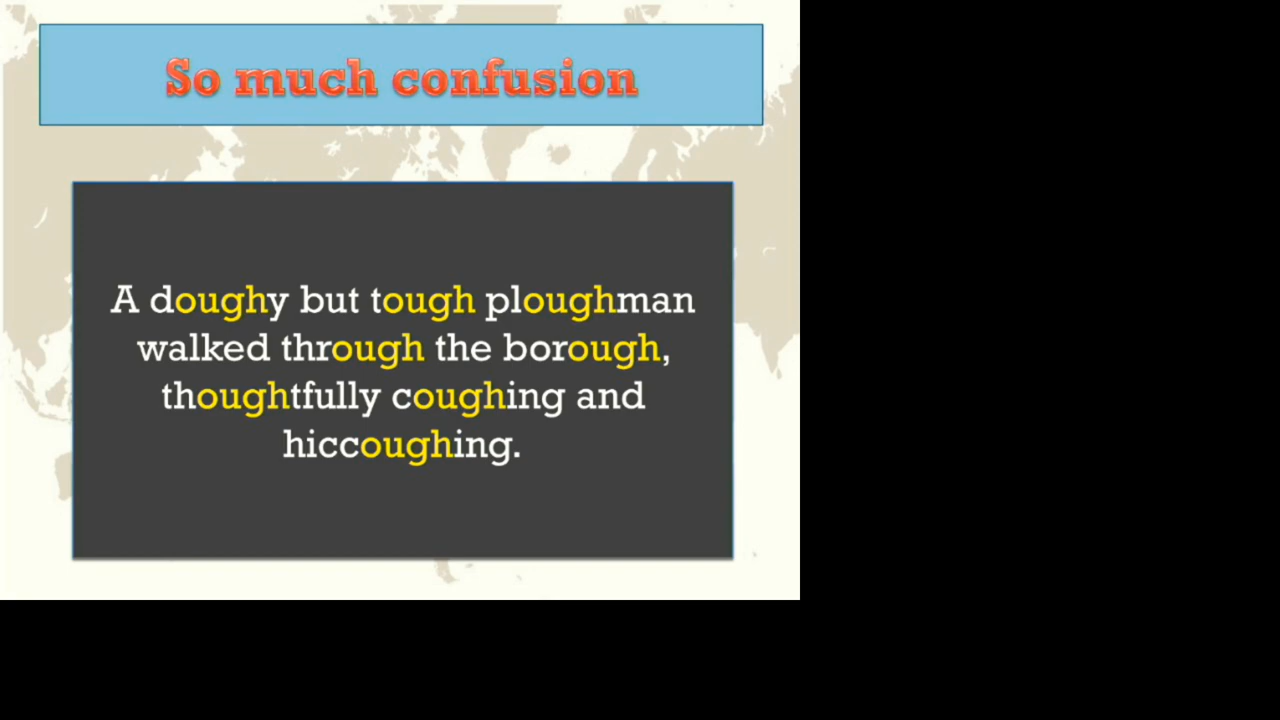 So much confusion
A doughy but tough ploughman
walked through the borough,
thoughtfully coughing and
hiccoughing.